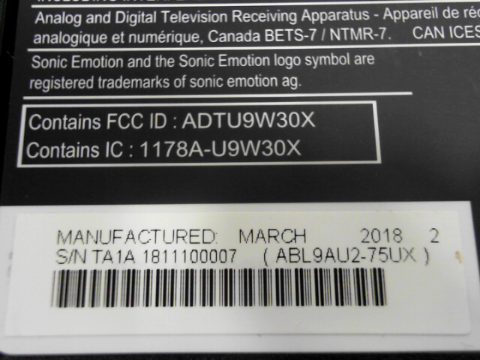 Analog and Digital Television Receiving Apparatus - Appareil de
analogique et numérique, Canada BETS-7 / NTMR-7. CAN
Sonic Emotion and the Sonic Emotion logo symbol are
registered trademarks of sonic emotion ag.
Contains FCC ID : ADTU9W30X
Contains IC : 1178A-U9W30X
MANUFACTURED: MARCH 2018 2
S/N TA1A 1811100007 ( ABL9AU2-75UX )